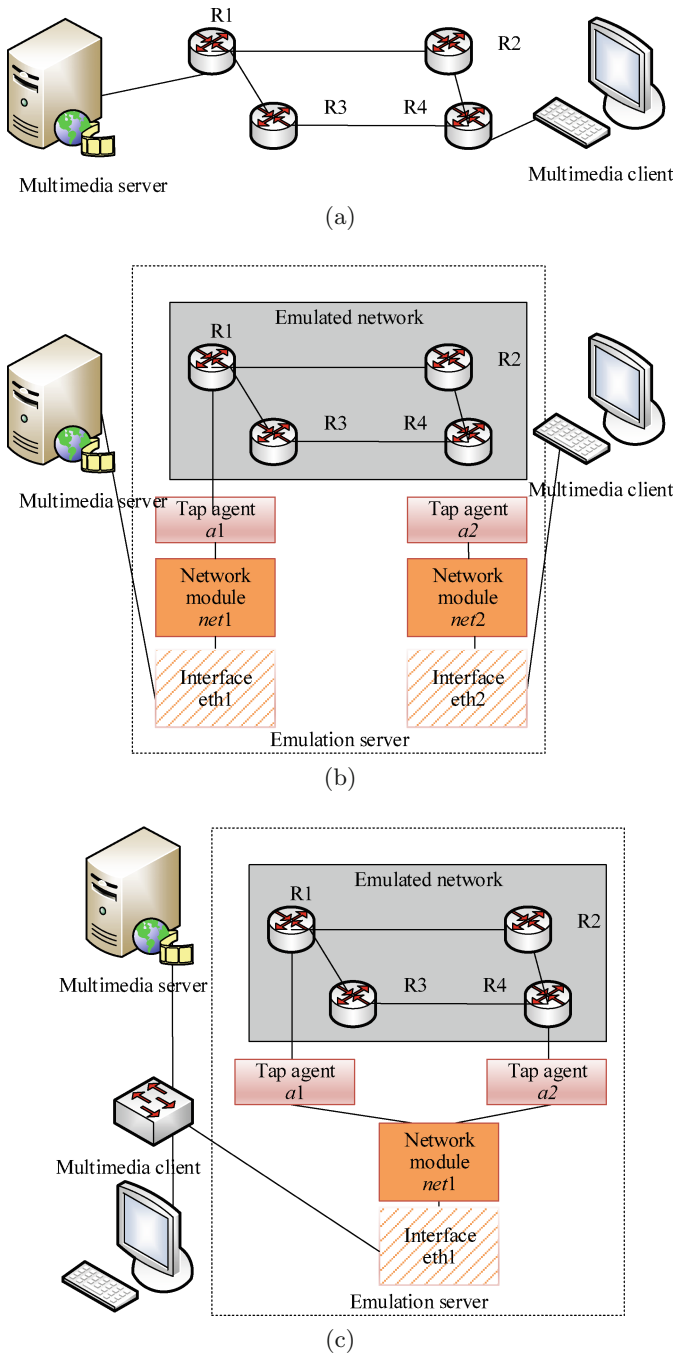 R1
R2
R3
R4
Multimedia server
Multimedia client
(a)
Emulated network
R1
R2
R3
R4
Multimedia server
Multimedia client
Tap agent
a1
Tap agent
a2
Network
module
net1
Network
module
net2
Interface
eth1
Interface
eth2
Emulation server
(b)
Emulated network
R1
R2
R3
R4
Multimedia server
Tap agent
a1
Tap agent
a2
Network
module
net1
Multimedia client
Interface
eth1
Emulation server
(c)